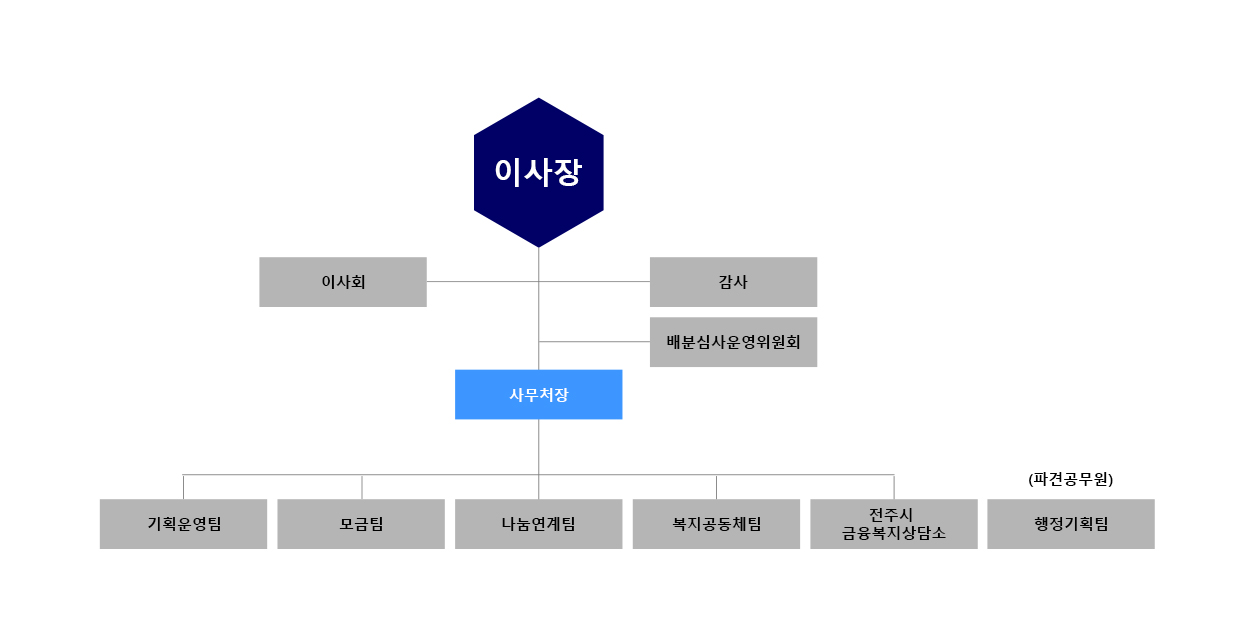 이사장
이사회
감사
배분심사운영위원회
사무처장
(파견공무원)
기획운영팀
모금팀
나눔연계팀
복지공동체팀
전주시
금융복지상담소
행정기획팀